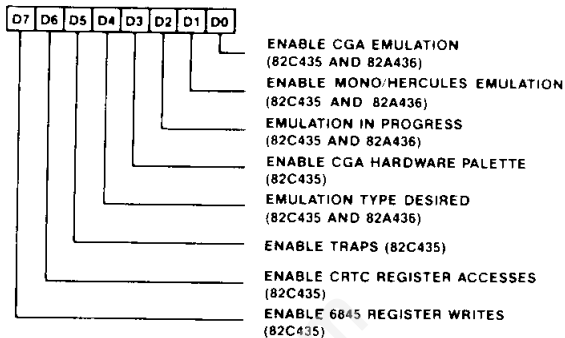 D7 D6 D5 D4 D3 D2 D1 D0
ENABLE CGA EMULATION
(82C435 AND 82A436)
ENABLE MONO/HERCULES EMULATION
(82C435 AND 82A436)
EMULATION IN PROGRESS
(82C435 AND 82A436)
ENABLE CGA HARDWARE PALETTE
(82C435)
EMULATION TYPE DESIRED
(82C435 AND 82A436)
ENABLE TRAPS (82C435)
ENABLE CRTC REGISTER ACCESSES
(82C435)
ENABLE 6845 REGISTER WRITES
(82C435)